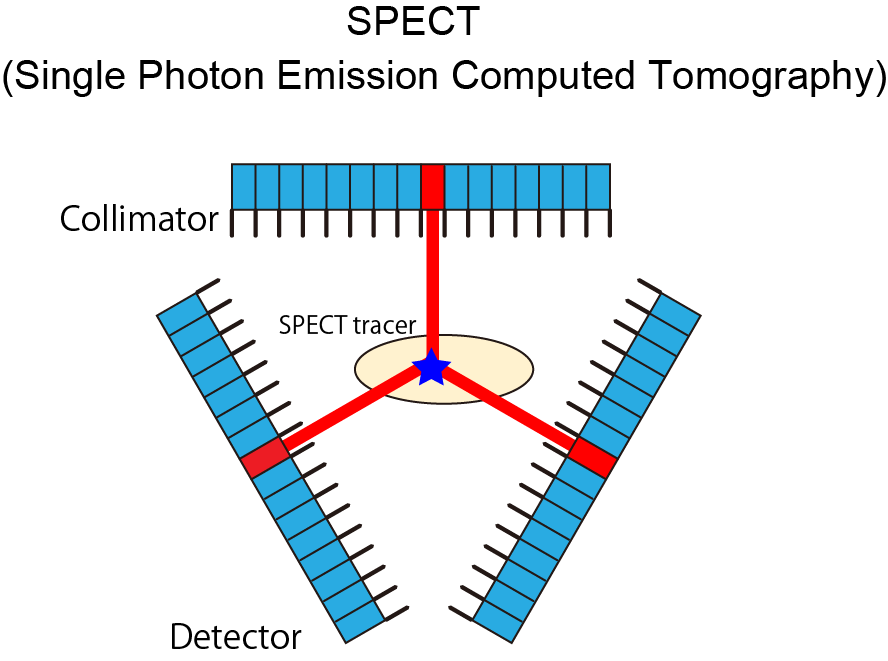 SPECT
(Single Photon Emission Computed Tomography)
Collimator
SPECT tracer
Detector